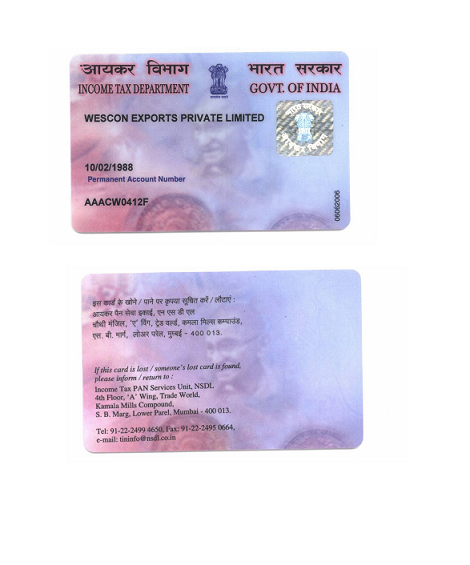 आयकर विभाग
भारत सरकार
INCOME TAX DEPARTMENT
GOVT. OF INDIA
WESCON EXPORTS PRIVATE LIMITED
10/02/1988
Permanent Account Number
AAACW0412F
06062006
इस कार्ड के खोने / पाने पर कृपया सूचित करें / लौटाएं :
आयकर पैन सेवा इकाई, एन एस डी एल
चौथी मंजिल, 'ए' विंग, ट्रेड वर्ल्ड, कमला मिल्स कम्पाउंड,
एस. बी. मार्ग, लोअर परेल, मुम्बई - 400 013.
If this card is lost / someone's lost card is found,
please inform / return to :
Income Tax PAN Services Unit, NSDL
4th Floor, 'A' Wing, Trade World,
Kamala Mills Compound,
S. B. Marg, Lower Parel, Mumbai - 400 013.
Tel: 91-22-2499 4650, Fax: 91-22-2495 0664,
e-mail: tininfo@nsdl.co.in